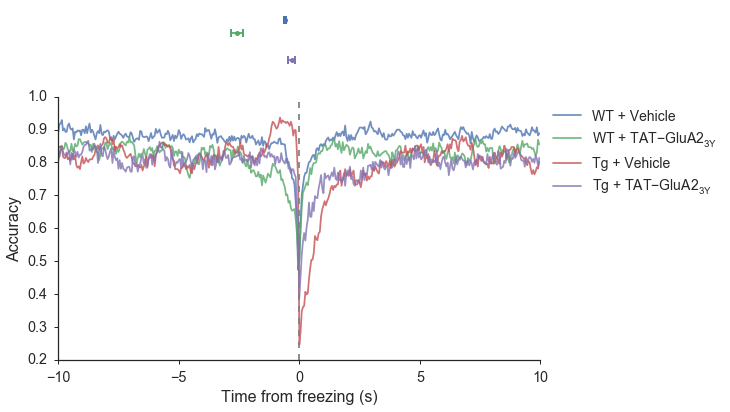 1.0
0.9
0.8
0.7
0.6
0.5
0.4
0.3
0.2
Accuracy
−10
−5
0
5
10
Time from freezing (s)
WT + Vehicle
WT + TAT−GluA2₃Y
Tg + Vehicle
Tg + TAT−GluA2₃Y